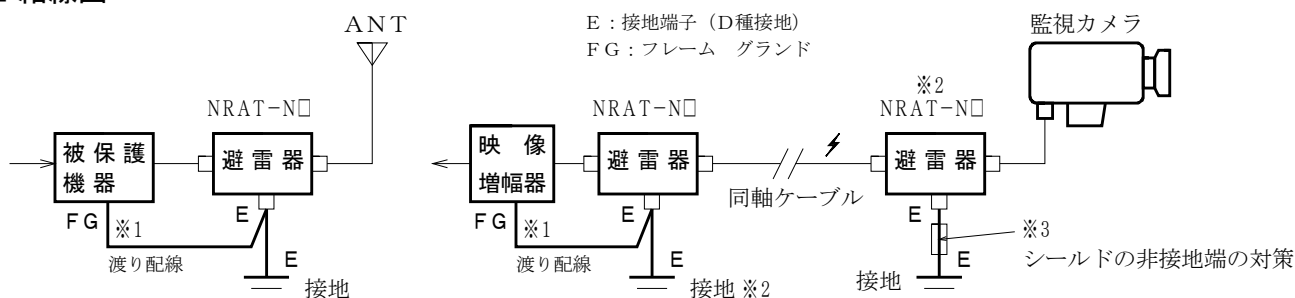 ANT
E：接地端子（D種接地）
FG：フレーム　グランド
監視カメラ
NRAT-N□
NRAT-N□
※2
NRAT-N□
被保護
機器
避雷器
映　像
増幅器
避雷器
避雷器
同軸ケーブル
FG
※1
E
渡り配線
E
接地
FG
※1
E
渡り配線
E
接地※2
E
E
接地
※3
シールドの非接地端の対策